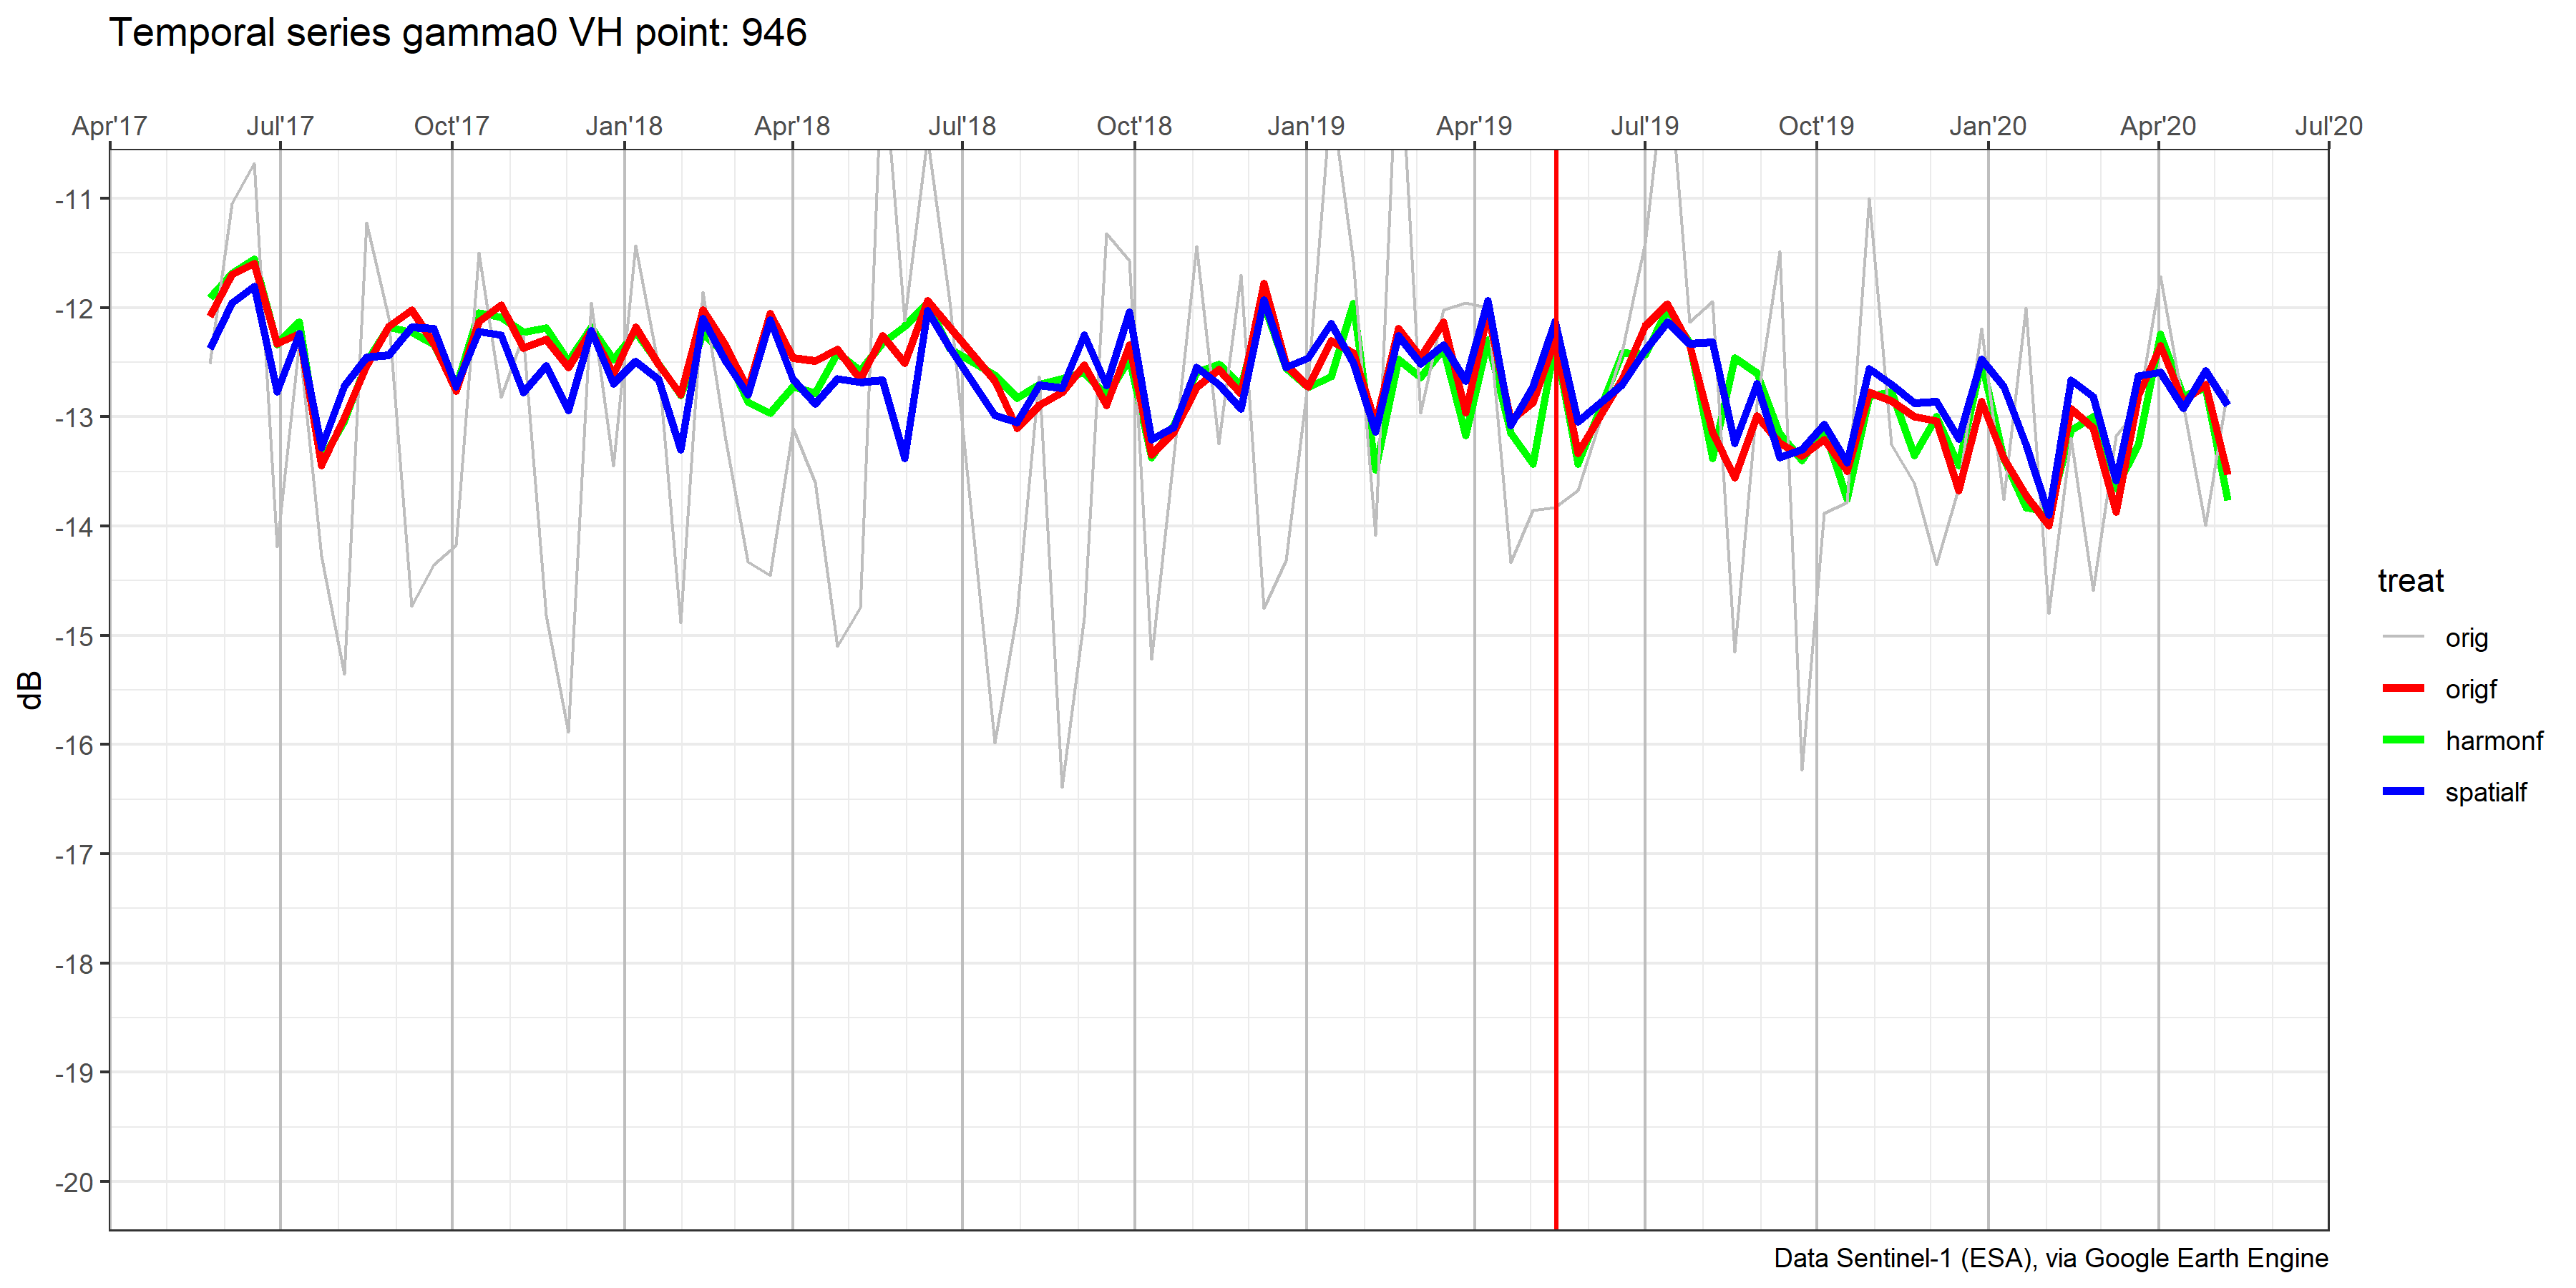 Temporal series gamma0 VH point: 946
Apr'17 Jul'17 Oct'17 Jan'18 Apr'18 Jul'18 Oct'18 Jan'19 Apr'19 Jul'19 Oct'19 Jan'20 Apr'20 Jul'20
-11
-12
-13
-14
-15
-16
-17
-18
-19
-20
dB
treat
orig
origf
harmonf
spatialf
Data Sentinel-1 (ESA), via Google Earth Engine